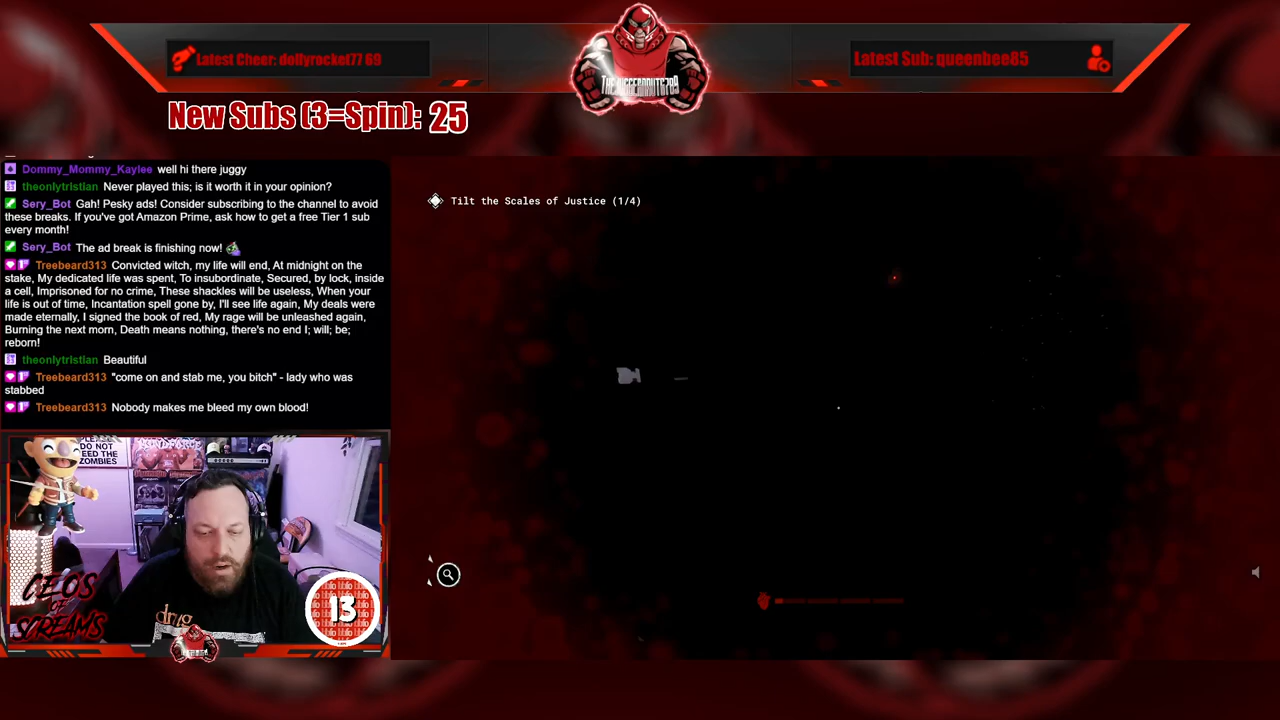 Latest Cheer: dollyrocket77 69
THEJUGGERNAUT6789
Latest Sub: queenbee85
New Subs (3=Spin): 25
Dommy_Mommy_Kaylee well hi there juggy
theonlytristian Never played this; is it worth it in your opinion?
Sery_Bot Gah! Pesky ads! Consider subscribing to the channel to avoid
these breaks. If you've got Amazon Prime, ask how to get a free Tier 1 sub
every month!
Sery_Bot The ad break is finishing now!
Treebeard313 Convicted witch, my life will end, At midnight on the
stake, My dedicated life was spent, To insubordinate, Secured, by lock, inside
a cell, Imprisoned for no crime, These shackles will be useless, When your
life is out of time, Incantation spell gone by, I'll see life again, My deals were
made eternally, I signed the book of red, My rage will be unleashed again,
Burning the next morn, Death means nothing, there's no end I; will; be;
reborn!
theonlytristian Beautiful
Treebeard313 "come on and stab me, you bitch" - lady who was
stabbed
Treebeard313 Nobody makes me bleed my own blood!
Tilt the Scales of Justice (1/4)
DO NOT
FEED THE
ZOMBIES
CEOS
OF
SCREAMS
drug
13